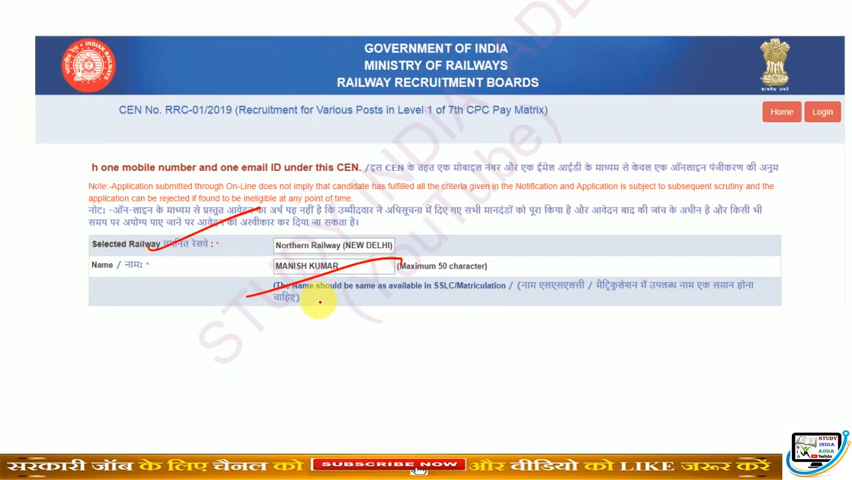 GOVERNMENT OF INDIA
MINISTRY OF RAILWAYS
RAILWAY RECRUITMENT BOARDS
CEN No. RRC-01/2019 (Recruitment for Various Posts in Level 1 of 7th CPC Pay Matrix)
Home
Login
h one mobile number and one email ID under this CEN. /इस CEN के तहत एक मोबाइल नंबर और एक ईमेल आईडी के माध्यम से केवल एक ऑनलाइन पंजीकरण की अनुम
Note:-Application submitted through On-Line does not imply that candidate has fulfilled all the criteria given in the Notification and Application is subject to subsequent scrutiny and the
application can be rejected if found to be ineligible at any point of time.
नोट: -ऑन-लाइन के माध्यम से प्रस्तुत आवेदन का अर्थ यह नहीं है कि उम्मीदवार ने अधिसूचना में दिए गए सभी मानदंडों को पूरा किया है और आवेदन बाद की जांच के अधीन है और किसी भी
समय पर अयोग्य पाए जाने पर आवेदन को अस्वीकार कर दिया जा सकता है।
Selected Railway चयनित रेलवे : * Northern Railway (NEW DELHI)
Name / नाम: * MANISH KUMAR (Maximum 50 character)
(The Name should be same as available in SSLC/Matriculation / (नाम एसएसएलसी / मैट्रिकुलेशन में उपलब्ध नाम एक समान होना
चाहिए)
STUDY INDIA ADDA
(YouTube)
सरकारी जॉब के लिए चैनल को SUBSCRIBE NOW और वीडियो को LIKE जरूर करें
STUDY
INDIA
ADDA
YouTube